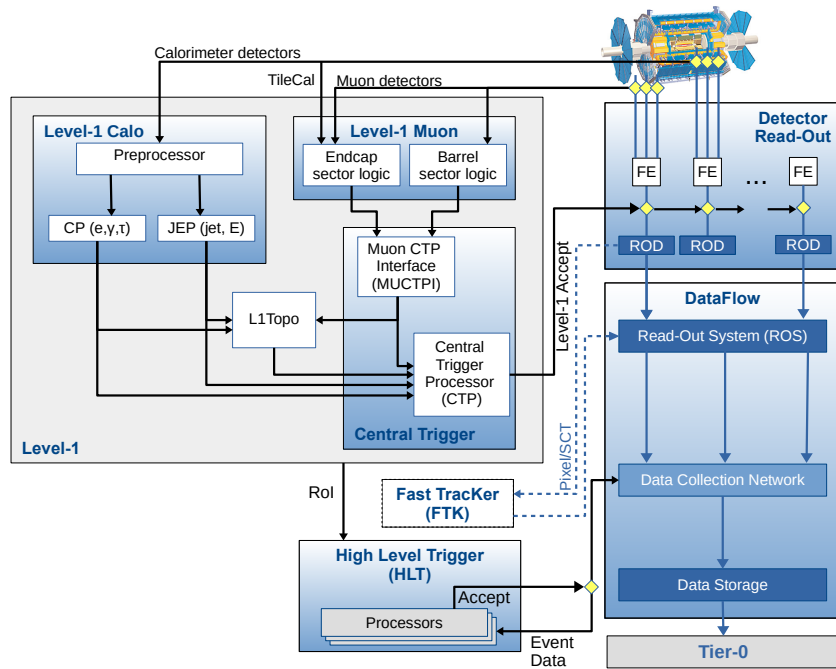 Calorimeter detectors
TileCal
Muon detectors
Detector
Read-Out
Level-1 Calo
Preprocessor
CP (e,γ,τ)
JEP (jet, E)
Level-1 Muon
Endcap
sector logic
Barrel
sector logic
FE
FE
...
FE
ROD
ROD
ROD
Muon CTP
Interface
(MUCTPI)
L1Topo
Central
Trigger
Processor
(CTP)
Central Trigger
Level-1
Level-1 Accept
DataFlow
Read-Out System (ROS)
Pixel/SCT
Data Collection Network
RoI
Fast TracKer
(FTK)
High Level Trigger
(HLT)
Accept
Processors
Event
Data
Data Storage
Tier-0